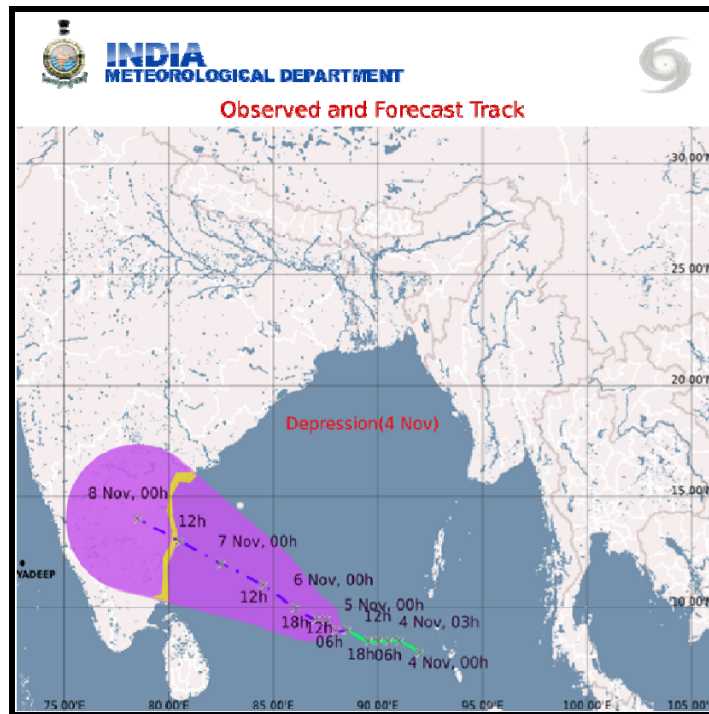 INDIA
METEOROLOGICAL DEPARTMENT
Observed and Forecast Track
30 00'N
25 00'N
20 00'N
Depression(4 Nov)
15 00'N
8 Nov, 00h
12h
7 Nov, 00h
6 Nov, 00h
12h
5 Nov, 00h
12h
10 00'N
18h
12h
4 Nov, 03h
06h
18h
06h
4 Nov, 00h
75 00'E
80 00'E
85 00'E
90 00'E
95 00'E
100 00'E
105 00'E